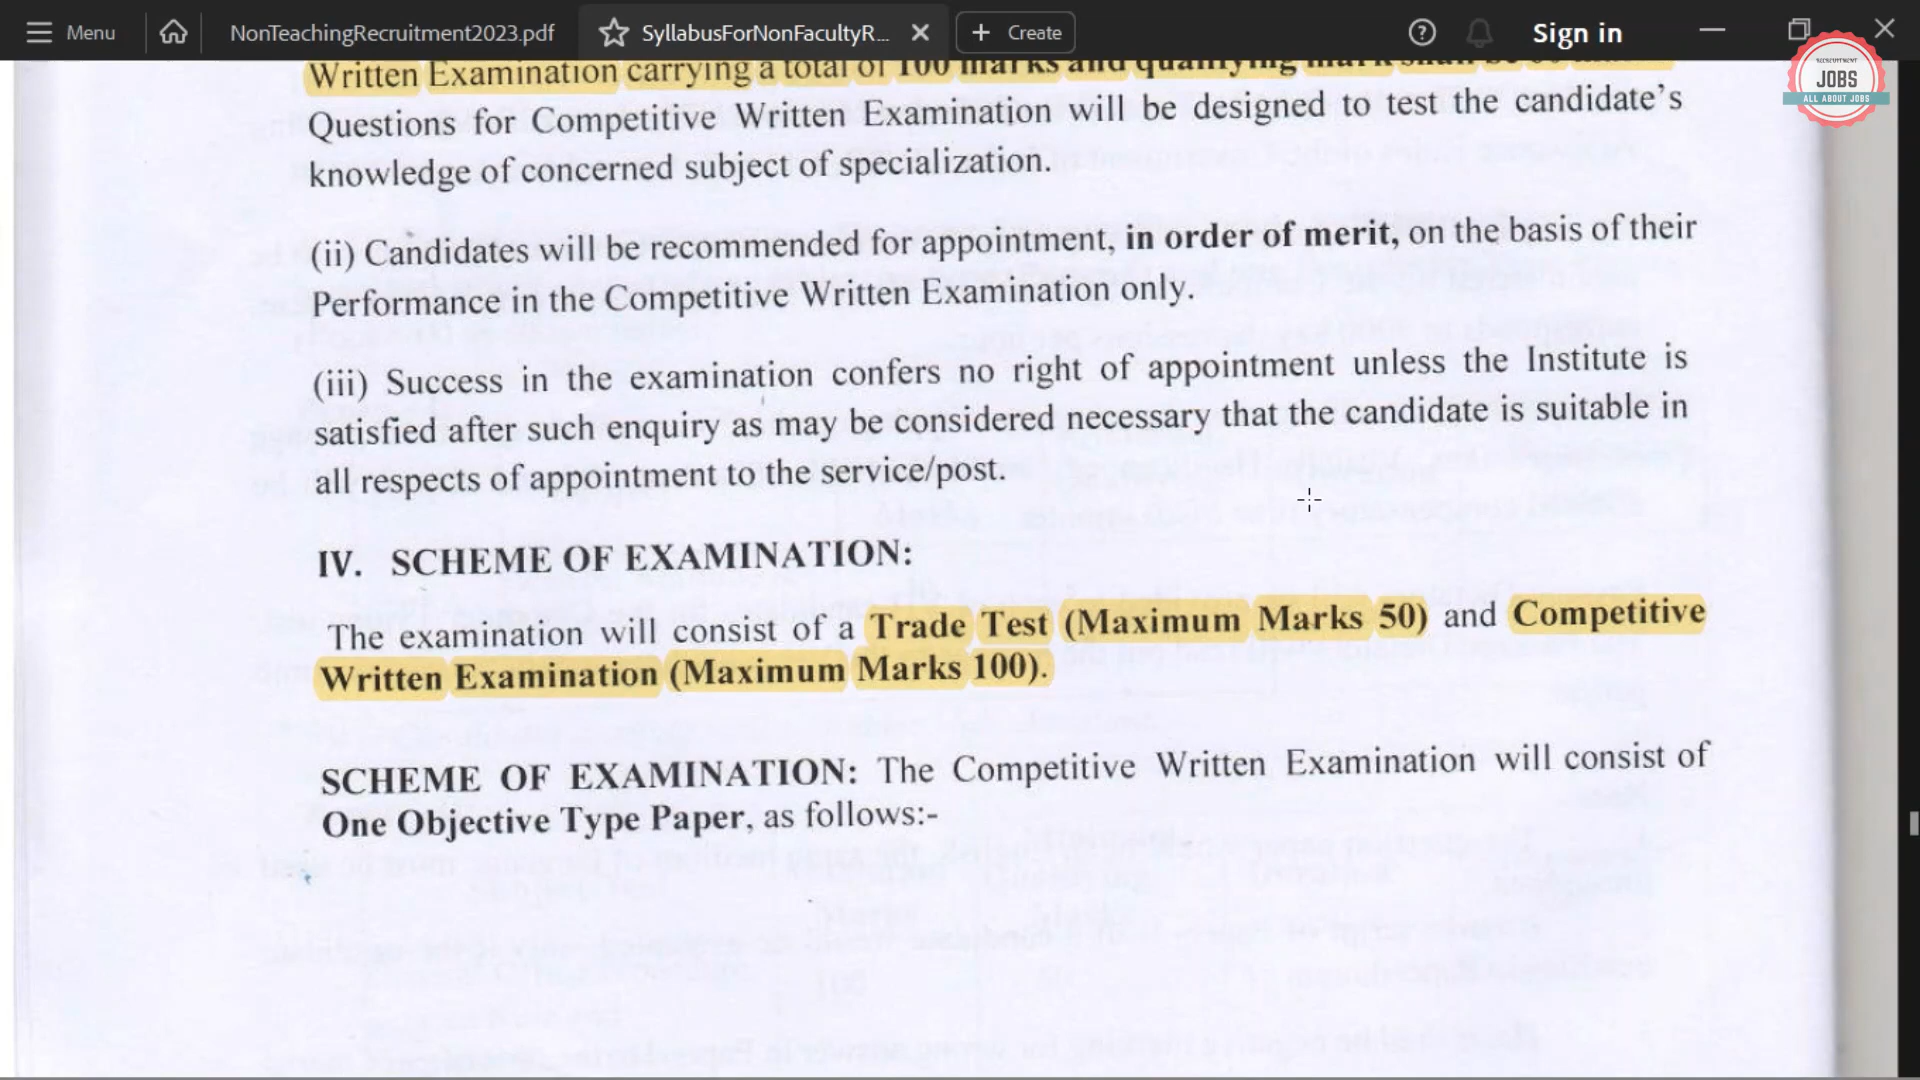 Menu
NonTeachingRecruitment2023.pdf
SyllabusForNonFacultyR...
Create
Sign in
JOBS
ALL ABOUT JOBS
Written Examination carrying a total of 100 marks and qualifying mark shall be
Questions for Competitive Written Examination will be designed to test the candidate's
knowledge of concerned subject of specialization.
(ii) Candidates will be recommended for appointment, in order of merit, on the basis of their
Performance in the Competitive Written Examination only.
(iii) Success in the examination confers no right of appointment unless the Institute is
satisfied after such enquiry as may be considered necessary that the candidate is suitable in
all respects of appointment to the service/post.
IV. SCHEME OF EXAMINATION:
The examination will consist of a Trade Test (Maximum Marks 50) and Competitive
Written Examination (Maximum Marks 100).
SCHEME OF EXAMINATION: The Competitive Written Examination will consist of
One Objective Type Paper, as follows:-